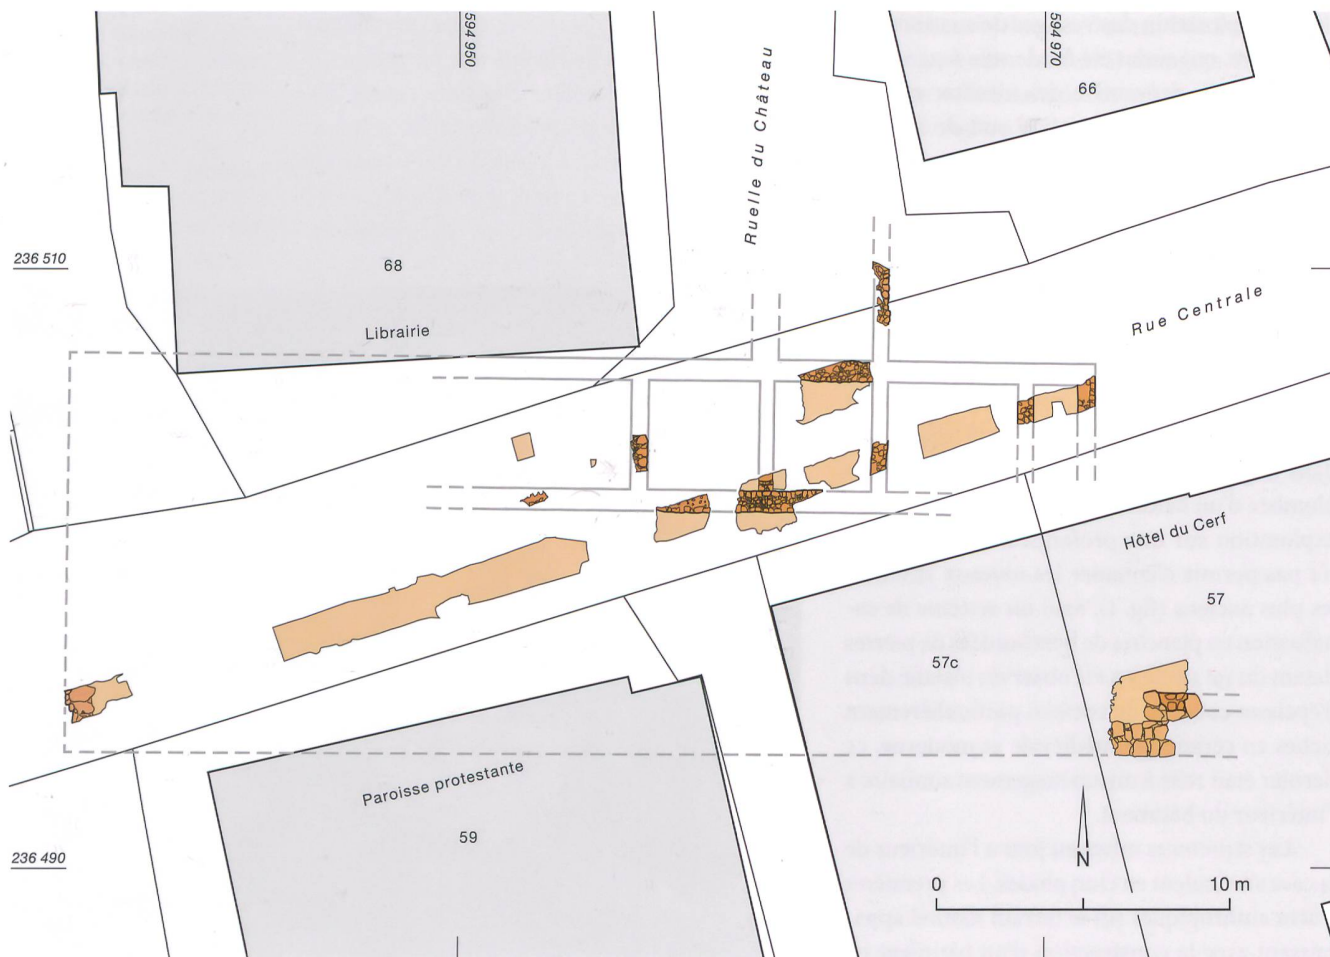 594 950
594 970
Ruelle du Château
66
236 510
68
Librairie
Rue Centrale
Hôtel du Cerf
57
57c
Paroisse protestante
59
236 490
N
0
10 m